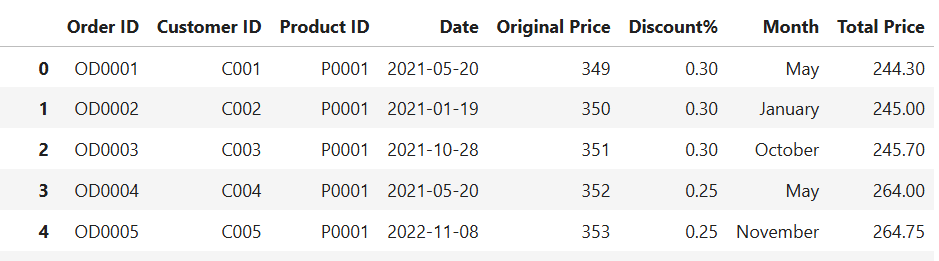 Order ID Customer ID Product ID Date Original Price Discount% Month Total Price
0 OD0001 C001 P0001 2021-05-20 349 0.30 May 244.30
1 OD0002 C002 P0001 2021-01-19 350 0.30 January 245.00
2 OD0003 C003 P0001 2021-10-28 351 0.30 October 245.70
3 OD0004 C004 P0001 2021-05-20 352 0.25 May 264.00
4 OD0005 C005 P0001 2022-11-08 353 0.25 November 264.75